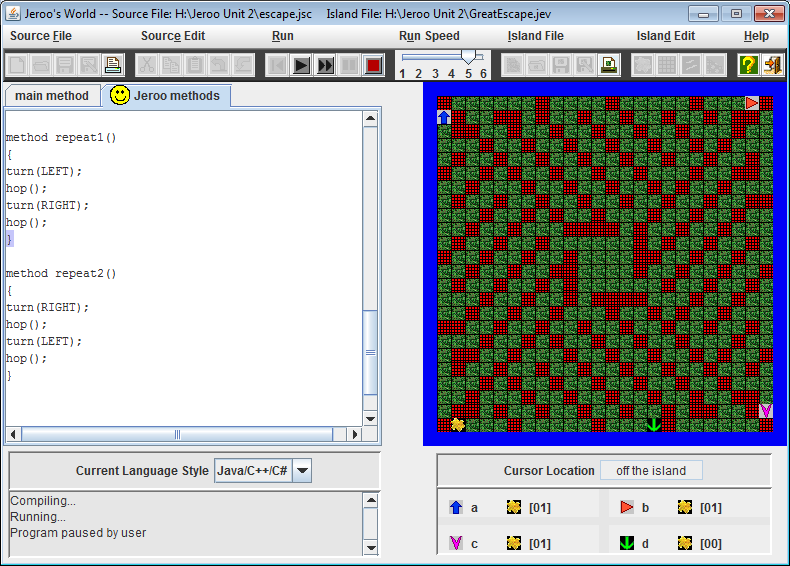 Jeroo's World -- Source File: H:\Jeroo Unit 2\escape.jsc     Island File: H:\Jeroo Unit 2\GreatEscape.jev
Source File Source Edit Run Run Speed Island File Island Edit Help
1 2 3 4 5 6
main method Jeroo methods
method repeat1()
{
turn(LEFT);
hop();
turn(RIGHT);
hop();
}
method repeat2()
{
turn(RIGHT);
hop();
turn(LEFT);
hop();
}
Current Language Style Java/C++/C#
Cursor Location off the island
Compiling...
Running...
Program paused by user
a [01] b [01]
c [01] d [00]